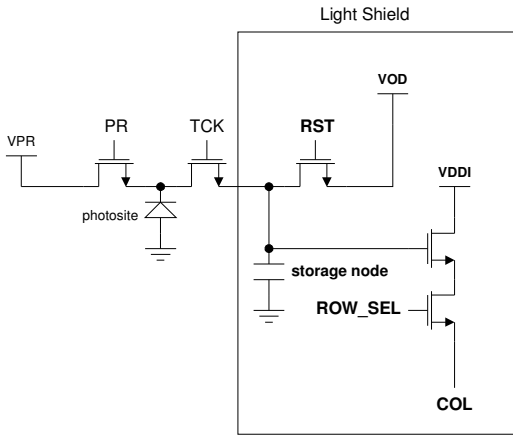 Light Shield
VOD
PR
TCK
RST
VPR
VDDI
photosite
storage node
ROW_SEL
COL